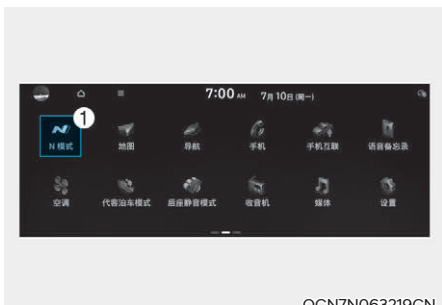 7:00 AM 7月 10日 (周一)
1
N 模式 地图 导航 手机 手机互联 语音备忘录
空调 代客泊车模式 后座静音模式 收音机 媒体 设置
OCN7N063219CN